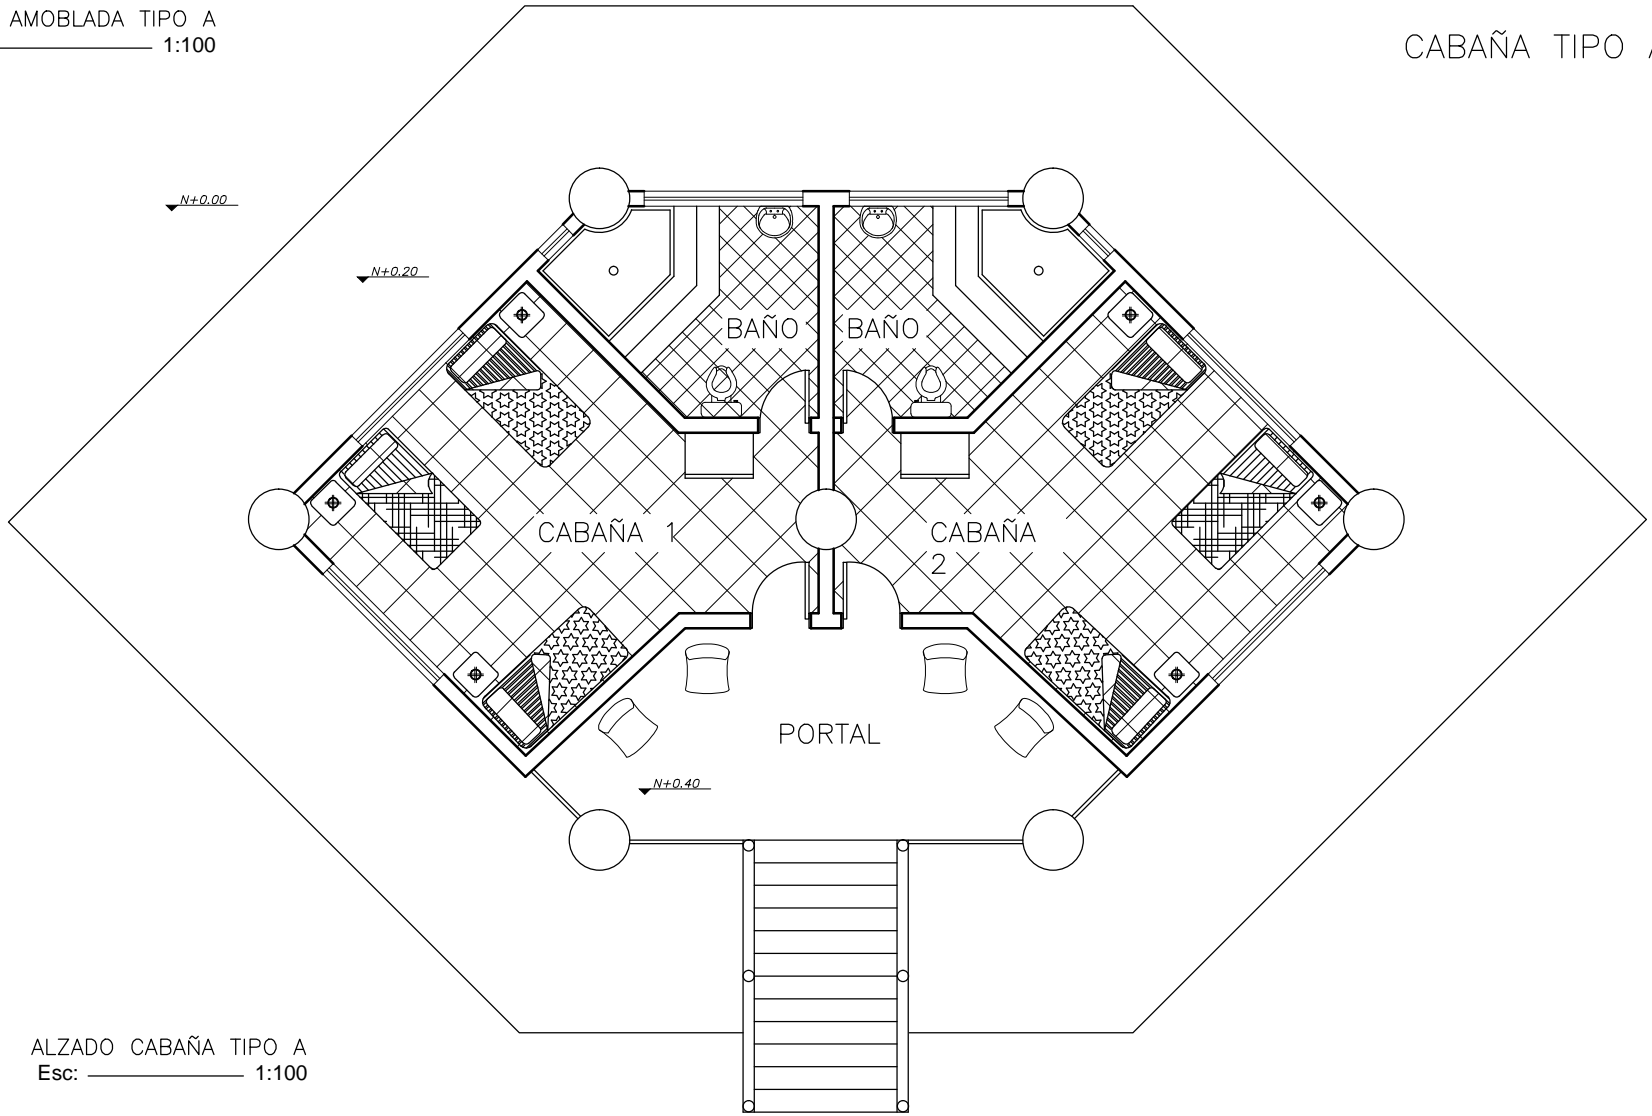 AMOBLADA TIPO A
1:100
CABAÑA TIPO
N+0.00
N+0.20
BAÑO BAÑO
CABAÑA 1
CABAÑA
2
PORTAL
N+0.40
ALZADO CABAÑA TIPO A
Esc: 1:100